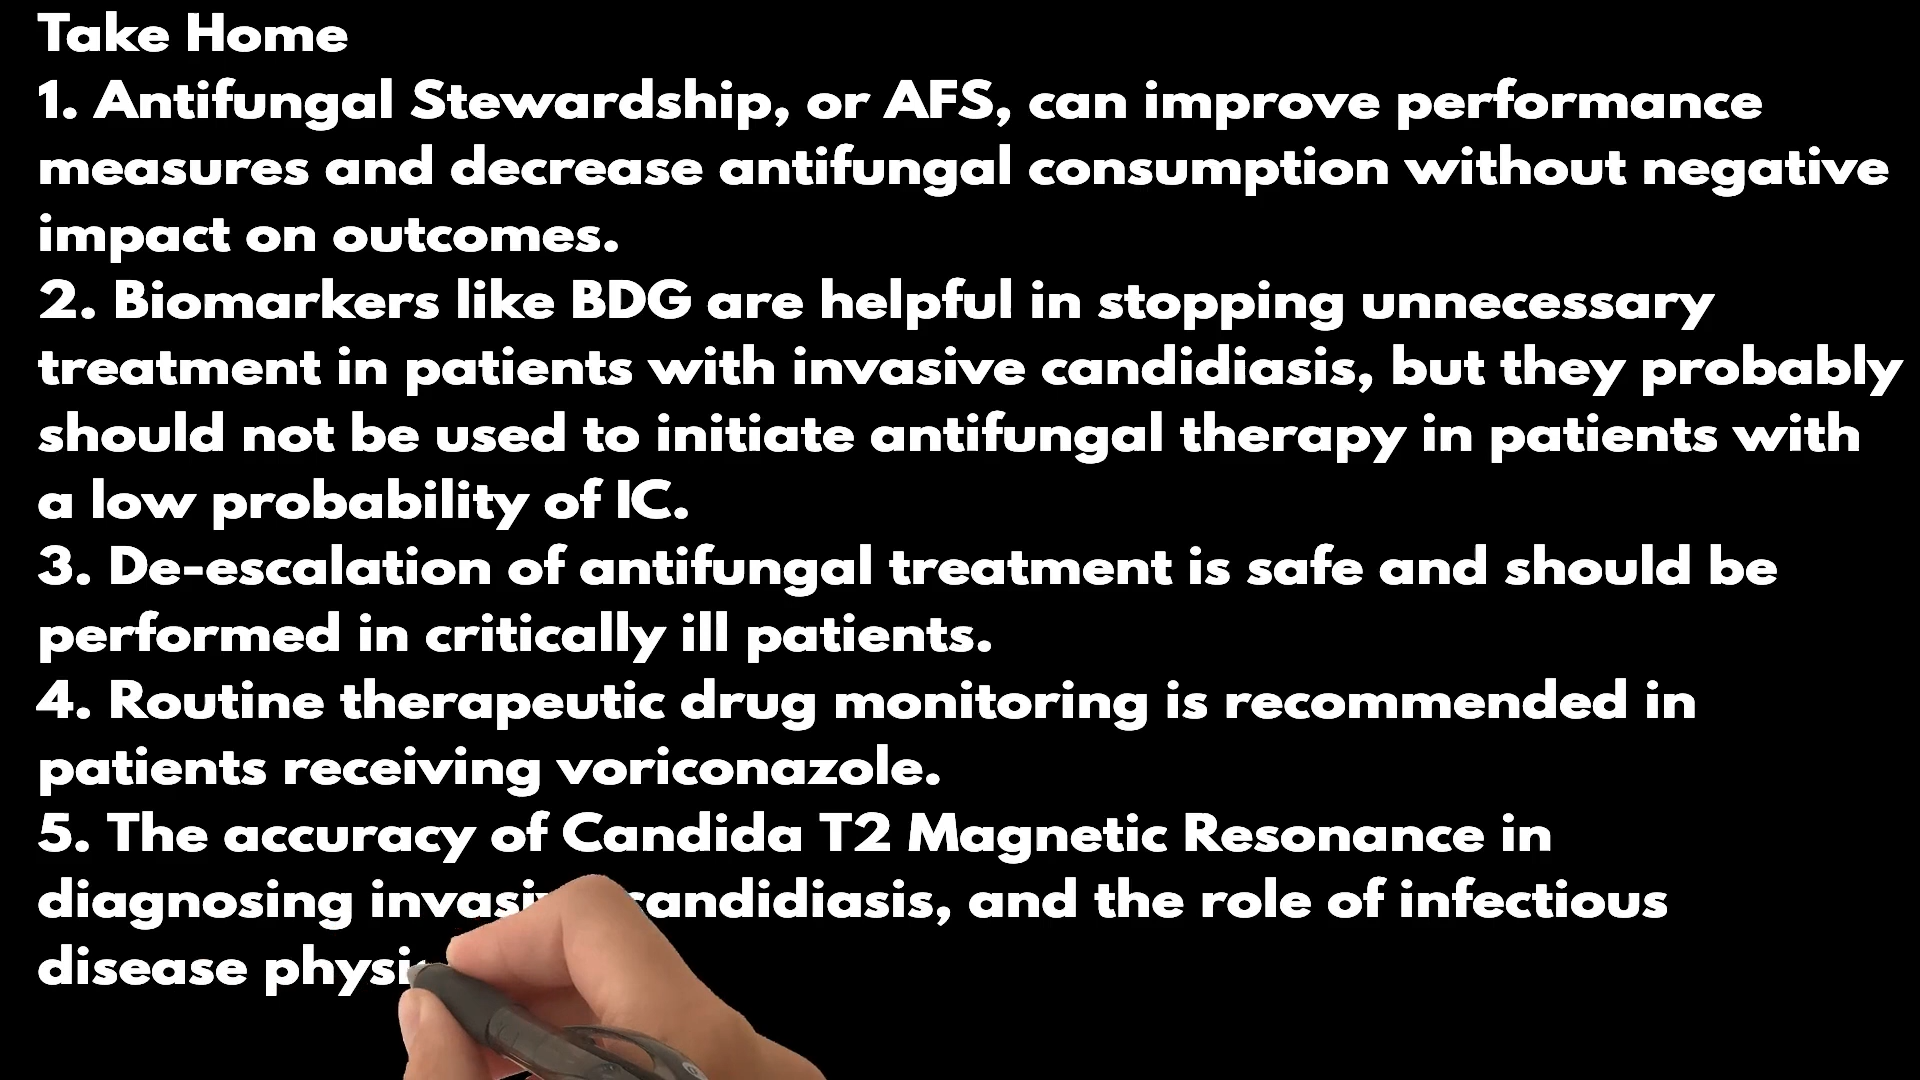 Take Home
1. Antifungal Stewardship, or AFS, can improve performance
measures and decrease antifungal consumption without negative
impact on outcomes.
2. Biomarkers like BDG are helpful in stopping unnecessary
treatment in patients with invasive candidiasis, but they probably
should not be used to initiate antifungal therapy in patients with
a low probability of IC.
3. De-escalation of antifungal treatment is safe and should be
performed in critically ill patients.
4. Routine therapeutic drug monitoring is recommended in
patients receiving voriconazole.
5. The accuracy of Candida T2 Magnetic Resonance in
diagnosing candidiasis, and the role of infectious
disease